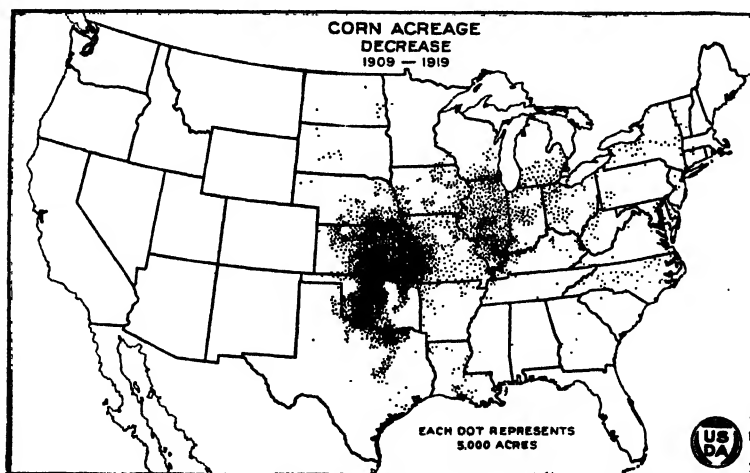 CORN ACREAGE
DECREASE
1909 — 1919
EACH DOT REPRESENTS
5,000 ACRES
US
DA